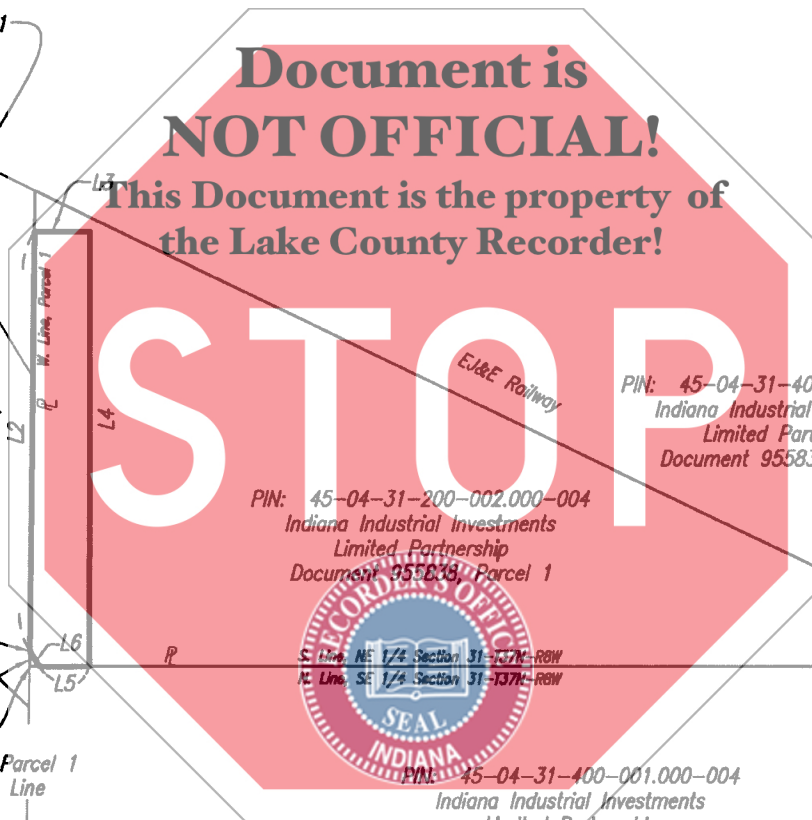 1
Document is
NOT OFFICIAL!
This Document is the property of
the Lake County Recorder!
L3
W. Line, Parcel 1
STOP
EJ&E Railway
PIN: 45-04-31-40
Indiana Industrial
Limited Part
Document 95583
L2
L4
PIN: 45-04-31-200-002.000-004
Indiana Industrial Investments
Limited Partnership
Document 955838, Parcel 1
RECORDER'S OFFICE
SEAL
INDIANA
L6
L5
S. Line, NE 1/4 Section 31-T37N-R8W
N. Line, SE 1/4 Section 31-T37N-R8W
Parcel 1
Line
PIN: 45-04-31-400-001.000-004
Indiana Industrial Investments